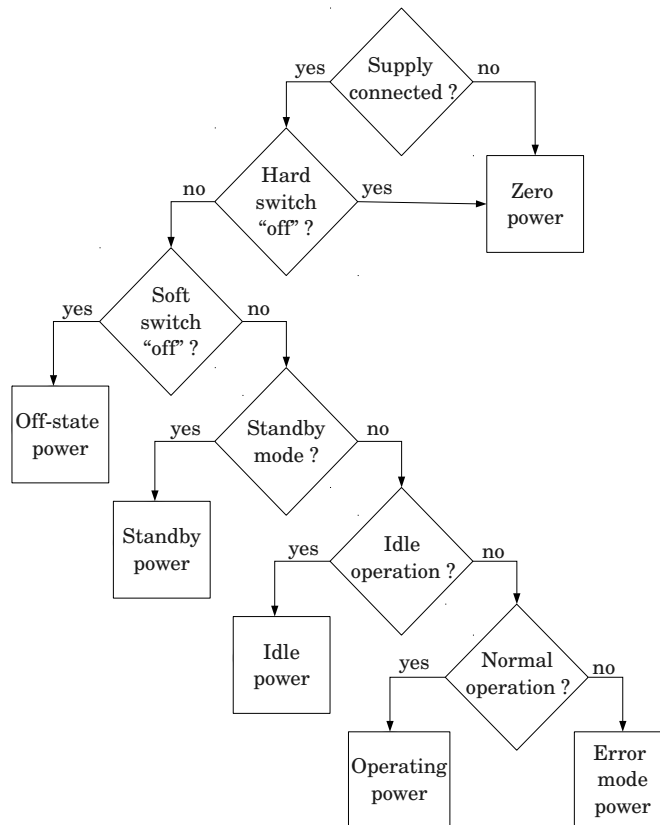 yes
Supply
connected ?
no
no
Hard
switch
“off” ?
yes
Zero
power
yes
Soft
switch
“off” ?
no
Off-state
power
yes
Standby
mode ?
no
Standby
power
yes
Idle
operation ?
no
Idle
power
yes
Normal
operation ?
no
Operating
power
Error
mode
power